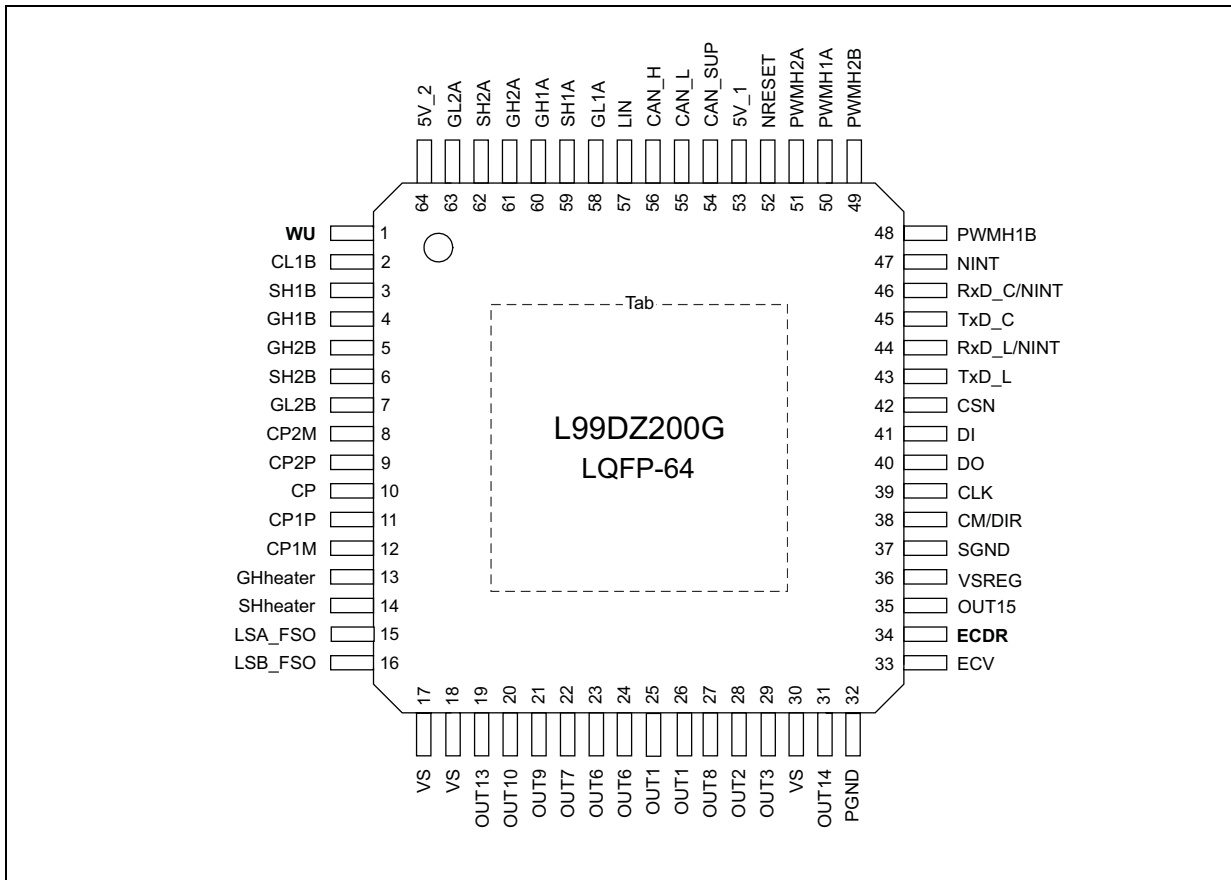 5V_2
GL2A
SH2A
GH2A
GH1A
SH1A
GL1A
LIN
CAN_H
CAN_L
CAN_SUP
5V_1
NRESET
PWMH2A
PWMH1A
PWMH2B
64 63 62 61 60 59 58 57 56 55 54 53 52 51 50 49
WU 1
CL1B 2
SH1B 3
GH1B 4
GH2B 5
SH2B 6
GL2B 7
CP2M 8
CP2P 9
CP 10
CP1P 11
CP1M 12
GHheater 13
SHheater 14
LSA_FSO 15
LSB_FSO 16
Tab
L99DZ200G
LQFP-64
48 PWMH1B
47 NINT
46 RxD_C/NINT
45 TxD_C
44 RxD_L/NINT
43 TxD_L
42 CSN
41 DI
40 DO
39 CLK
38 CM/DIR
37 SGND
36 VSREG
35 OUT15
34 ECDR
33 ECV
17 18 19 20 21 22 23 24 25 26 27 28 29 30 31 32
VS
VS
OUT13
OUT10
OUT9
OUT7
OUT6
OUT6
OUT1
OUT1
OUT8
OUT2
OUT3
VS
OUT14
PGND